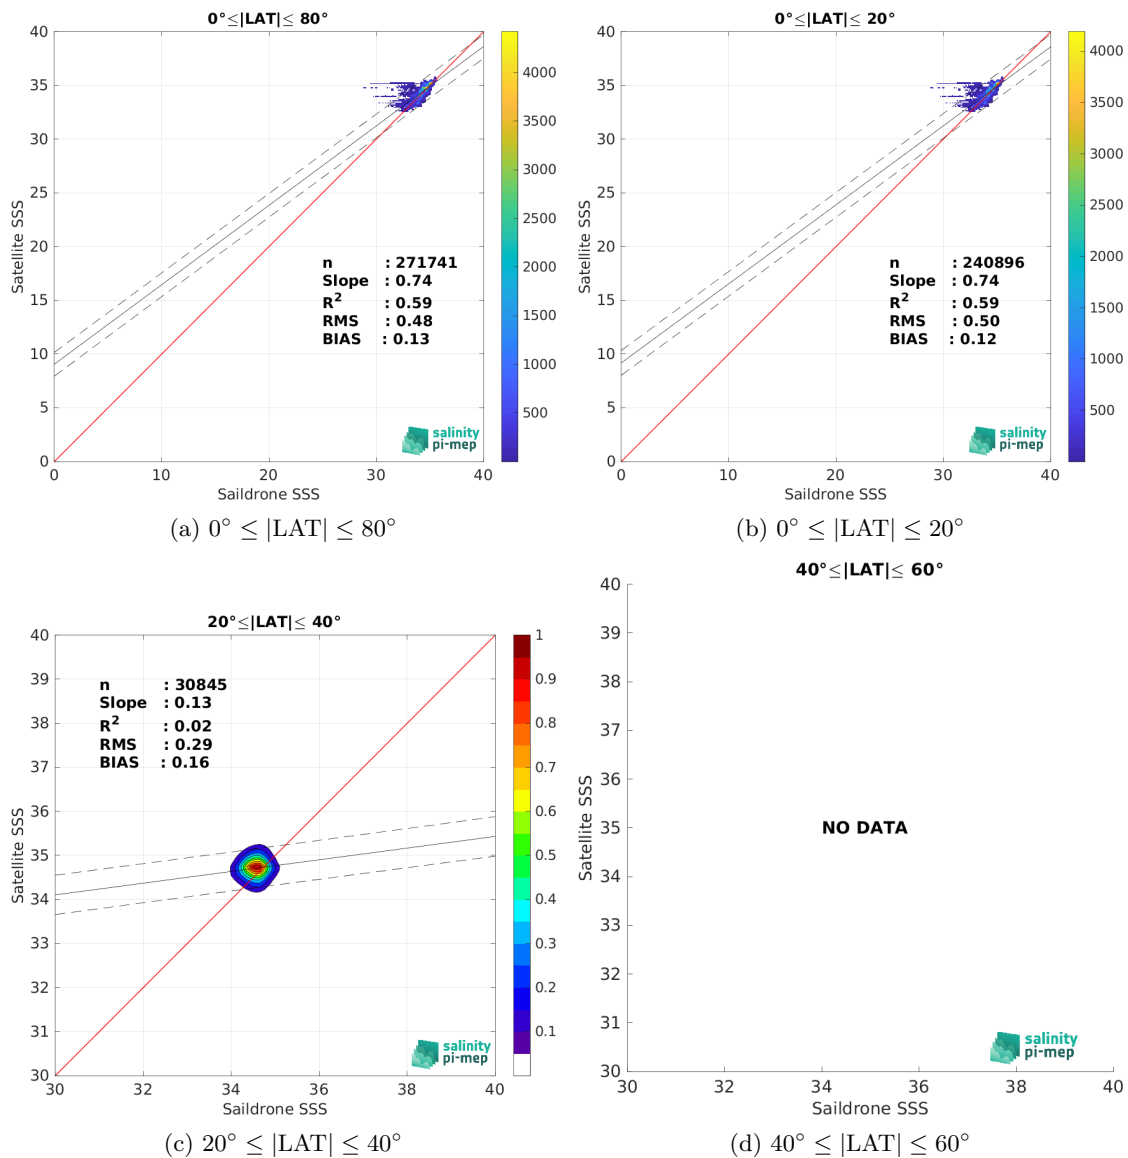 0°≤|LAT|≤ 80°
40
35
30
25
20
15
10
5
0
Satellite SSS
n : 271741
Slope : 0.74
R² : 0.59
RMS : 0.48
BIAS : 0.13
salinity
pi-mep
0 10 20 30 40
Saildrone SSS
4000
3500
3000
2500
2000
1500
1000
500
(a) 0° ≤ |LAT| ≤ 80°
0°≤|LAT|≤ 20°
40
35
30
25
20
15
10
5
0
Satellite SSS
n : 240896
Slope : 0.74
R² : 0.59
RMS : 0.50
BIAS : 0.12
salinity
pi-mep
0 10 20 30 40
Saildrone SSS
4000
3500
3000
2500
2000
1500
1000
500
(b) 0° ≤ |LAT| ≤ 20°
20°≤|LAT|≤ 40°
40
39
38
37
36
35
34
33
32
31
30
Satellite SSS
n : 30845
Slope : 0.13
R² : 0.02
RMS : 0.29
BIAS : 0.16
salinity
pi-mep
30 32 34 36 38 40
Saildrone SSS
1
0.9
0.8
0.7
0.6
0.5
0.4
0.3
0.2
0.1
(c) 20° ≤ |LAT| ≤ 40°
40°≤|LAT|≤ 60°
40
39
38
37
36
35
34
33
32
31
30
Satellite SSS
NO DATA
salinity
pi-mep
30 32 34 36 38 40
Saildrone SSS
(d) 40° ≤ |LAT| ≤ 60°